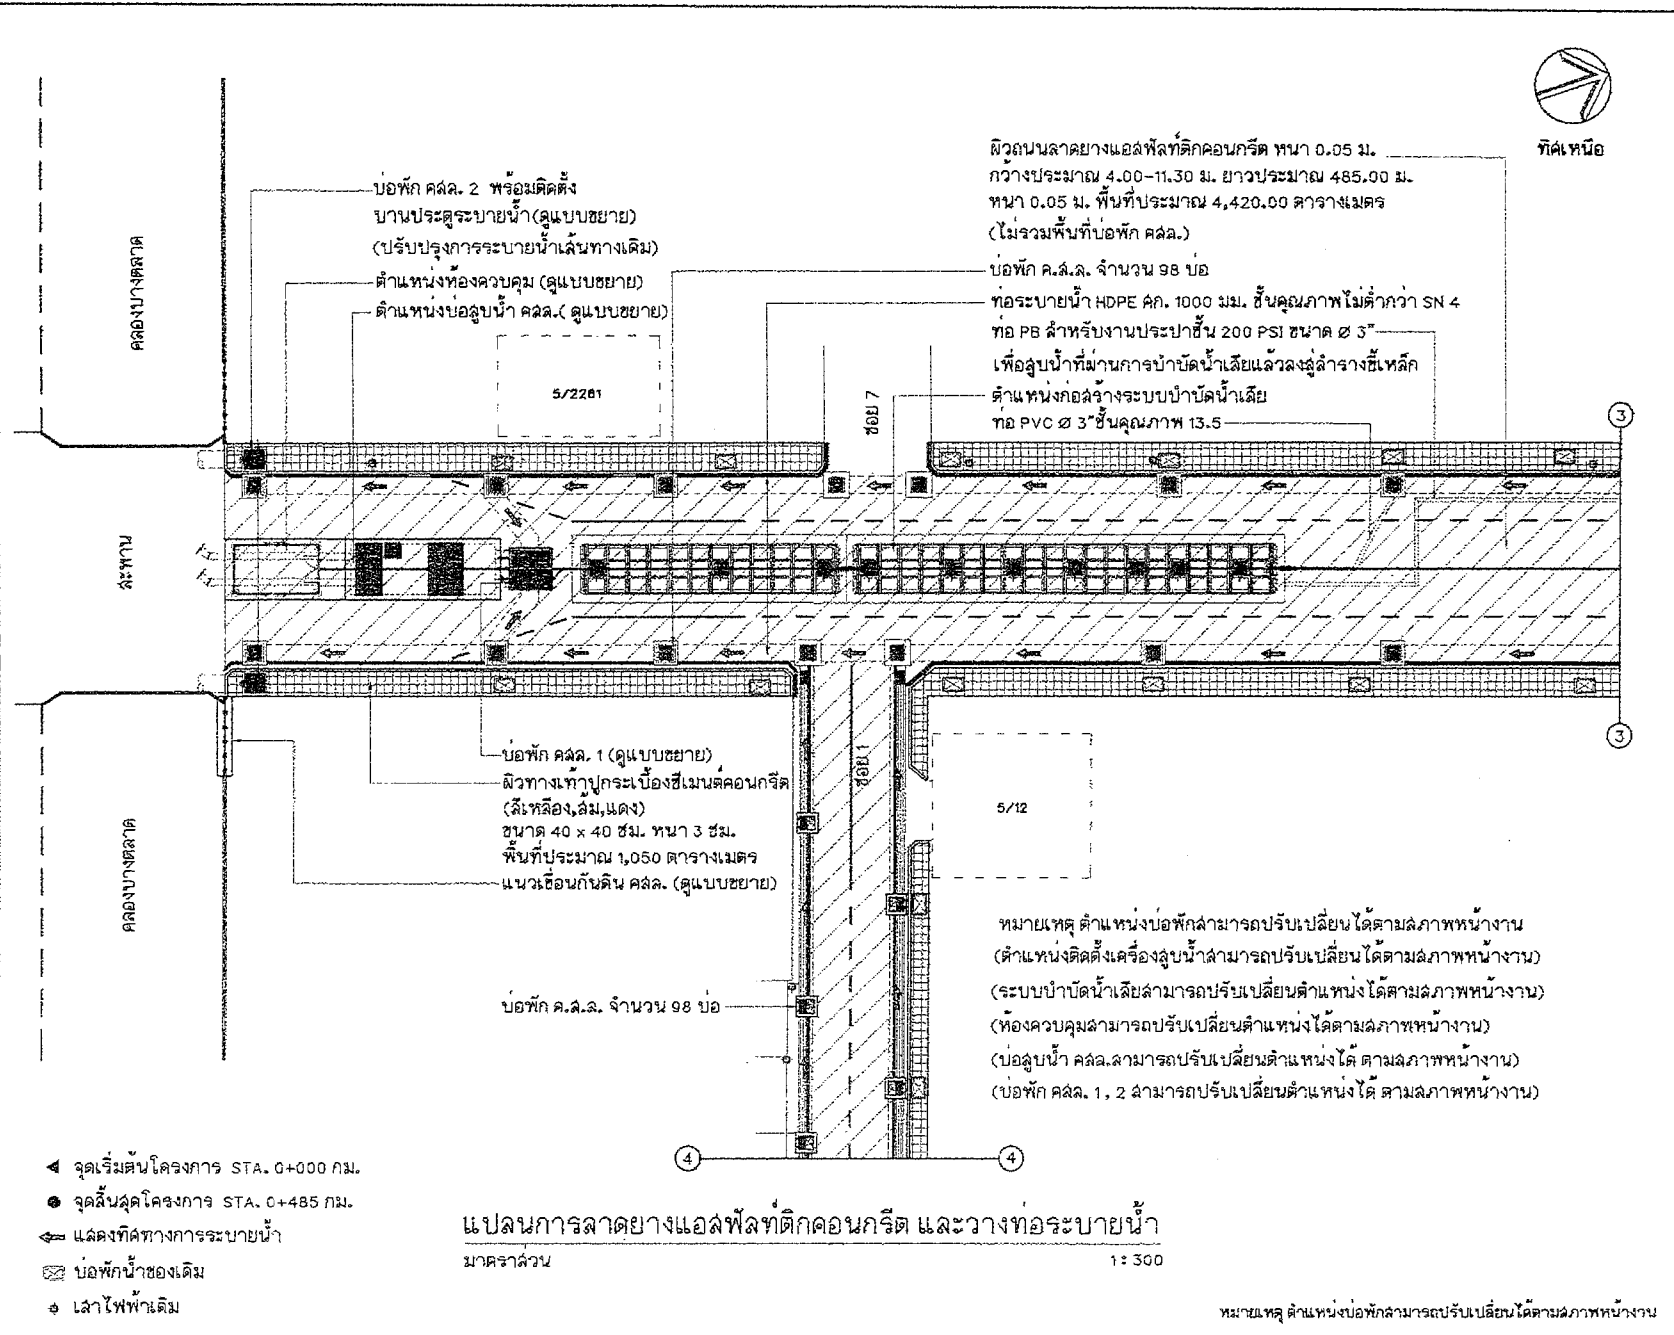 ทิศเหนือ
ผิวถนนลาดยางแอสฟัลท์ติกคอนกรีต หนา 0.05 ม.
กว้างประมาณ 4.00-11.30 ม. ยาวประมาณ 485.00 ม.
หนา 0.05 ม. พื้นที่ประมาณ 4,420.00 ตารางเมตร
(ไม่รวมพื้นที่บ่อพัก คสล.)
บ่อพัก ค.ส.ล. จำนวน 98 บ่อ
ท่อระบายน้ำ HDPE ศก. 1000 มม. ชั้นคุณภาพไม่ต่ำกว่า SN 4
ท่อ PB สำหรับงานประปาชั้น 200 PSI ขนาด Ø 3"
เพื่อสูบน้ำที่ผ่านการบำบัดน้ำเสียแล้วลงสู่ลำรางขี้เหล็ก
ตำแหน่งก่อสร้างระบบบำบัดน้ำเสีย
ท่อ PVC Ø 3"ชั้นคุณภาพ 13.5
บ่อพัก คสล. 2 พร้อมติดตั้ง
บานประตูระบายน้ำ(ดูแบบขยาย)
(ปรับปรุงการระบายน้ำเส้นทางเดิม)
ตำแหน่งห้องควบคุม (ดูแบบขยาย)
ตำแหน่งบ่อสูบน้ำ คสล.( ดูแบบขยาย)
คลองบางตลาด
5/2261
ซอย 7
3
สะพาน
3
บ่อพัก คสล. 1 (ดูแบบขยาย)
ผิวทางเท้าปูกระเบื้องซีเมนต์คอนกรีต
(สีเหลือง,ส้ม,แดง)
ขนาด 40 x 40 ซม. หนา 3 ซม.
พื้นที่ประมาณ 1,050 ตารางเมตร
แนวเขื่อนกันดิน คสล. (ดูแบบขยาย)
ซอย 1
5/12
คลองบางตลาด
บ่อพัก ค.ส.ล. จำนวน 98 บ่อ
หมายเหตุ ตำแหน่งบ่อพักสามารถปรับเปลี่ยนได้ตามสภาพหน้างาน
(ตำแหน่งติดตั้งเครื่องสูบน้ำสามารถปรับเปลี่ยนได้ตามสภาพหน้างาน)
(ระบบบำบัดน้ำเสียสามารถปรับเปลี่ยนตำแหน่งได้ตามสภาพหน้างาน)
(ห้องควบคุมสามารถปรับเปลี่ยนตำแหน่งได้ตามสภาพหน้างาน)
(บ่อสูบน้ำ คสล.สามารถปรับเปลี่ยนตำแหน่งได้ ตามสภาพหน้างาน)
(บ่อพัก คสล. 1, 2 สามารถปรับเปลี่ยนตำแหน่งได้ ตามสภาพหน้างาน)
4
4
จุดเริ่มต้นโครงการ STA. 0+000 กม.
จุดสิ้นสุดโครงการ STA. 0+485 กม.
แสดงทิศทางการระบายน้ำ
บ่อพักน้ำของเดิม
เสาไฟฟ้าเดิม
แปลนการลาดยางแอสฟัลท์ติกคอนกรีต และวางท่อระบายน้ำ
มาตราส่วน 1: 300
หมายเหตุ ตำแหน่งบ่อพักสามารถปรับเปลี่ยนได้ตามสภาพหน้างาน